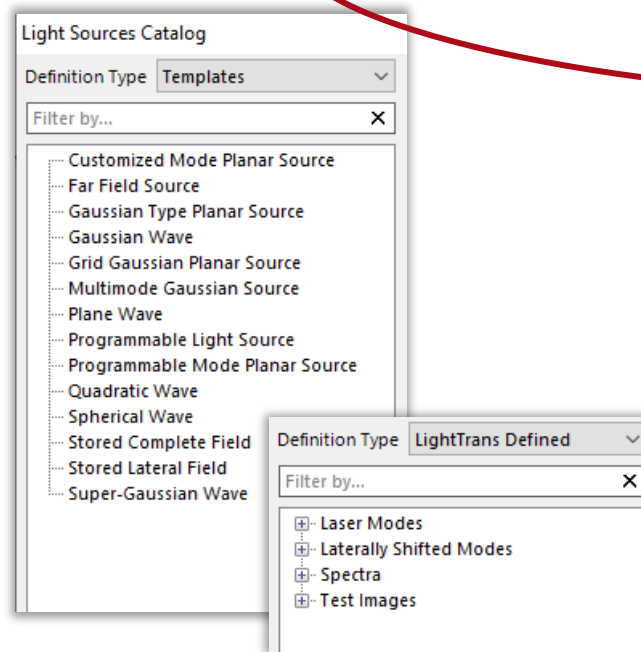 Light Sources Catalog
Definition Type Templates
Filter by...
Customized Mode Planar Source
Far Field Source
Gaussian Type Planar Source
Gaussian Wave
Grid Gaussian Planar Source
Multimode Gaussian Source
Plane Wave
Programmable Light Source
Programmable Mode Planar Source
Quadratic Wave
Spherical Wave
Stored Complete Field
Stored Lateral Field
Super-Gaussian Wave
Definition Type LightTrans Defined
Filter by...
Laser Modes
Laterally Shifted Modes
Spectra
Test Images